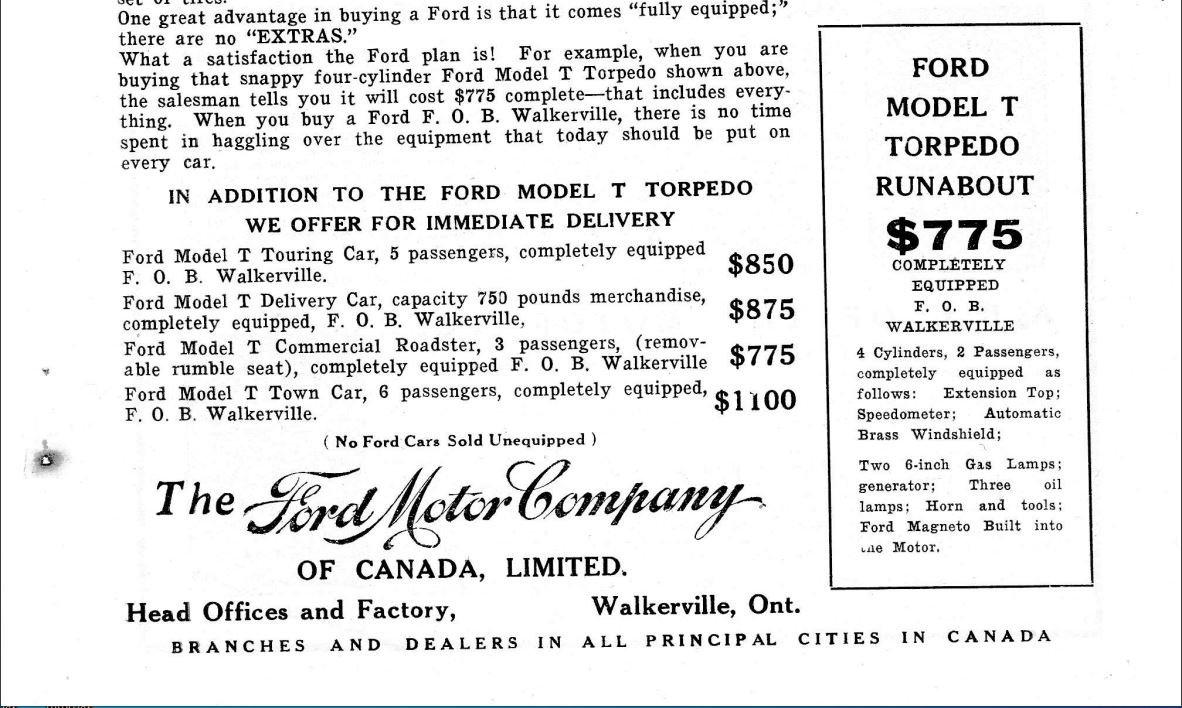 One great advantage in buying a Ford is that it comes "fully equipped;"
there are no "EXTRAS."
What a satisfaction the Ford plan is! For example, when you are
buying that snappy four-cylinder Ford Model T Torpedo shown above,
the salesman tells you it will cost $775 complete—that includes every-
thing. When you buy a Ford F. O. B. Walkerville, there is no time
spent in haggling over the equipment that today should be put on
every car.
IN ADDITION TO THE FORD MODEL T TORPEDO
WE OFFER FOR IMMEDIATE DELIVERY
Ford Model T Touring Car, 5 passengers, completely equipped
F. O. B. Walkerville.
$850
Ford Model T Delivery Car, capacity 750 pounds merchandise,
completely equipped, F. O. B. Walkerville,
$875
Ford Model T Commercial Roadster, 3 passengers, (remov-
able rumble seat), completely equipped F. O. B. Walkerville
$775
Ford Model T Town Car, 6 passengers, completely equipped,
F. O. B. Walkerville.
$1100
( No Ford Cars Sold Unequipped )
The Ford Motor Company
OF CANADA, LIMITED.
Head Offices and Factory, Walkerville, Ont.
BRANCHES AND DEALERS IN ALL PRINCIPAL CITIES IN CANADA
FORD
MODEL T
TORPEDO
RUNABOUT
$775
COMPLETELY
EQUIPPED
F. O. B.
WALKERVILLE
4 Cylinders, 2 Passengers,
completely equipped as
follows: Extension Top;
Speedometer; Automatic
Brass Windshield;
Two 6-inch Gas Lamps;
generator; Three oil
lamps; Horn and tools;
Ford Magneto Built into
the Motor.